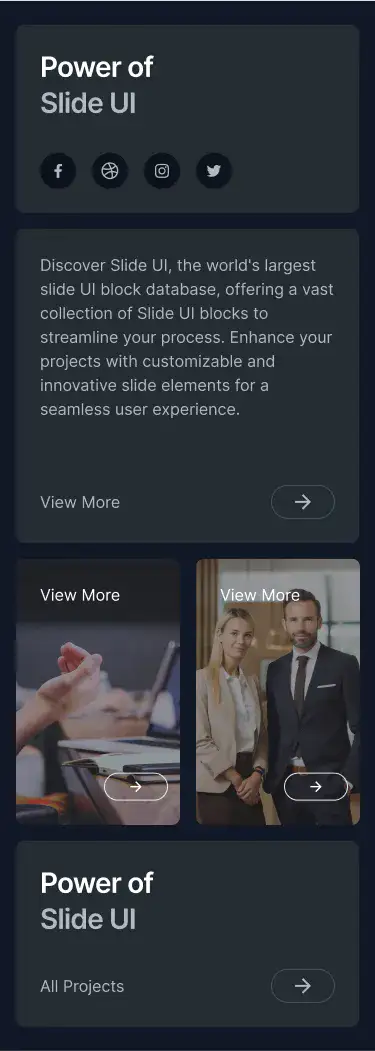 Power of
Slide UI
Discover Slide UI, the world's largest
slide UI block database, offering a vast
collection of Slide UI blocks to
streamline your process. Enhance your
projects with customizable and
innovative slide elements for a
seamless user experience.
View More
View More
View More
Power of
Slide UI
All Projects